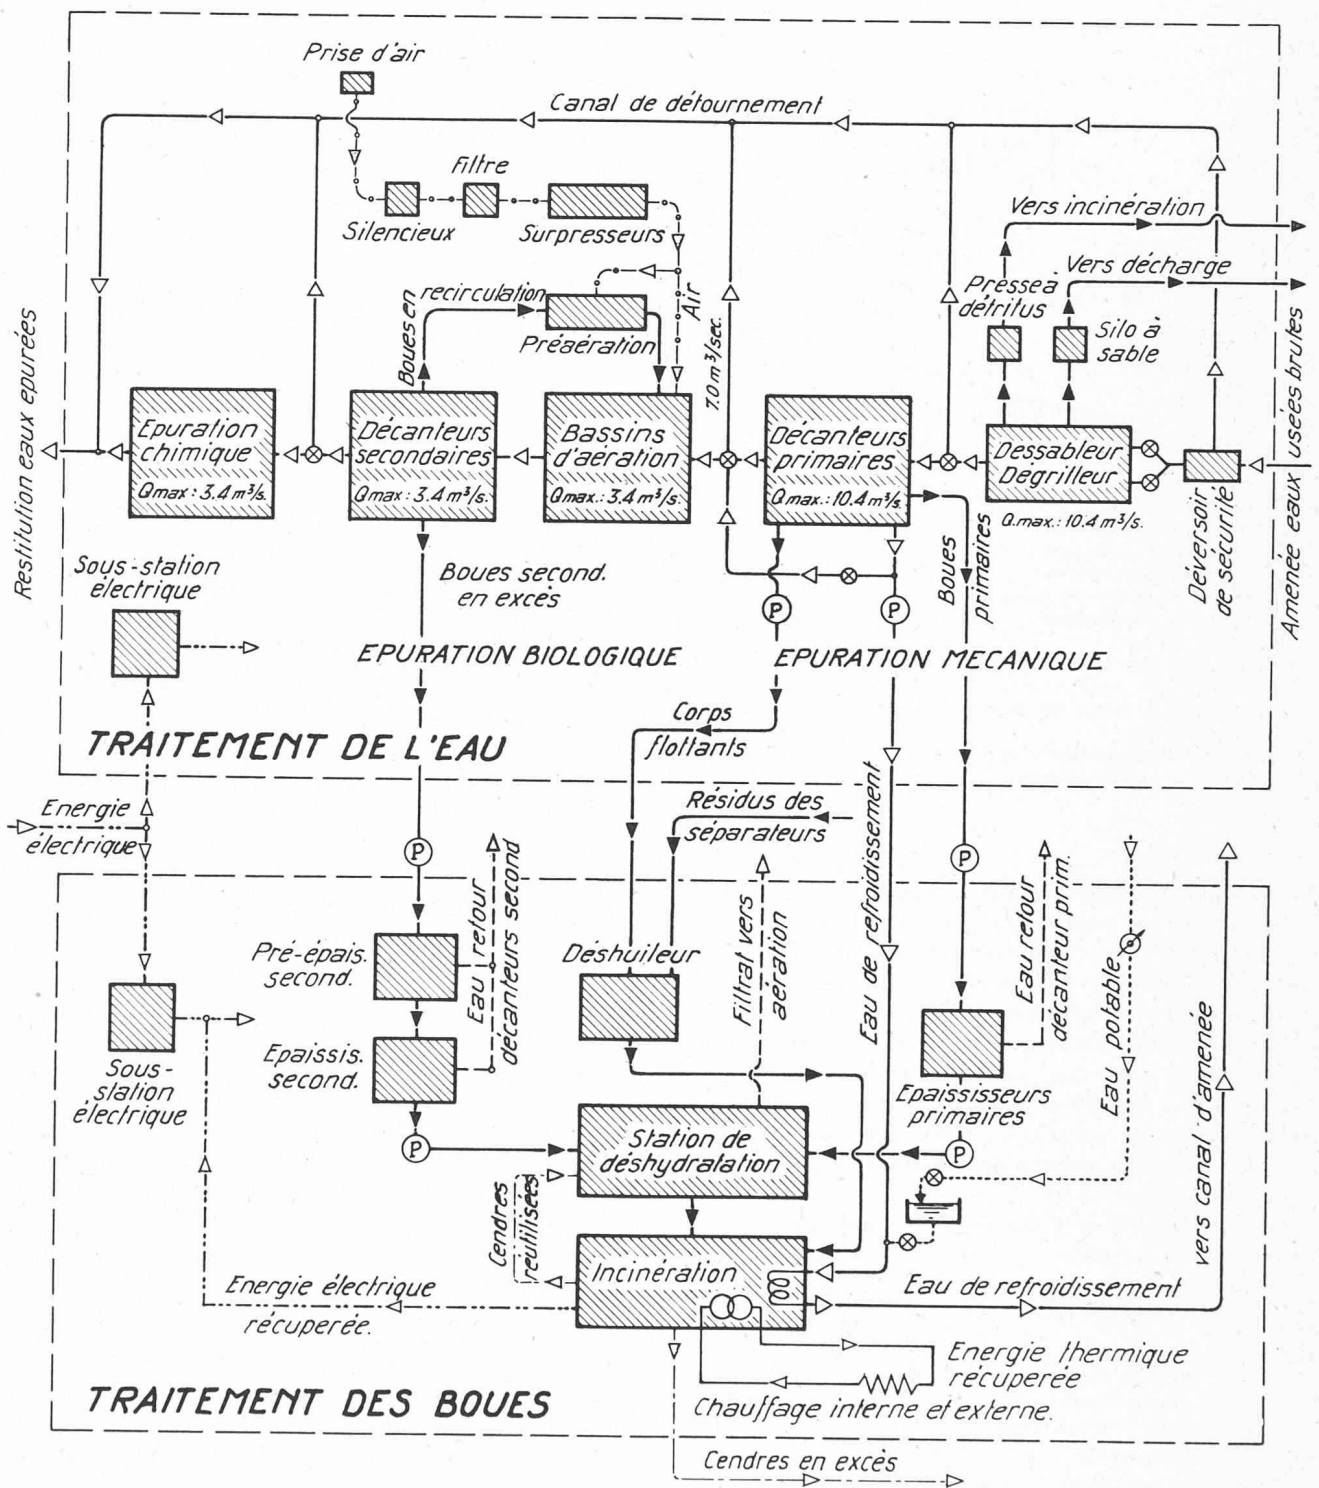 Prise d'air
Canal de détournement
Filtre
Silencieux
Surpresseurs
Vers incinération
Vers décharge
Presse à
détritus
Silo à
sable
Boues en
recirculation
Préaération
Air
7.0 m³/sec.
Restitution eaux epurées
Epuration
chimique
Qmax: 3.4 m³/s.
Décanteurs
secondaires
Qmax: 3.4 m³/s.
Bassins
d'aération
Qmax.: 3.4 m³/s.
Décanteurs
primaires
Qmax.: 10.4 m³/s.
Dessableur
Dégrilleur
Q.max.: 10.4 m³/s.
Déversoir
de sécurité
Amenée eaux usées brutes
Sous-station
électrique
Boues second.
en excès
P
P
Boues
primaires
EPURATION BIOLOGIQUE
EPURATION MECANIQUE
Corps
flottants
TRAITEMENT DE L'EAU
Energie
électrique
Résidus des
séparateurs
P
P
Eau de refroidissement
Pré-épais.
second.
Eau retour
décanteurs second
Déshuileur
Filtrat vers
aération
Eau retour
décanteur prim.
Eau potable
vers canal d'amenée
Sous-
station
électrique
Epaissis.
second.
Epaississeurs
primaires
P
Station de
déshydratation
P
Cendres
reutilisées
Incinération
Energie électrique
récuperée.
Eau de refroidissement
Energie thermique
récuperée
Chauffage interne et externe.
TRAITEMENT DES BOUES
Cendres en excès